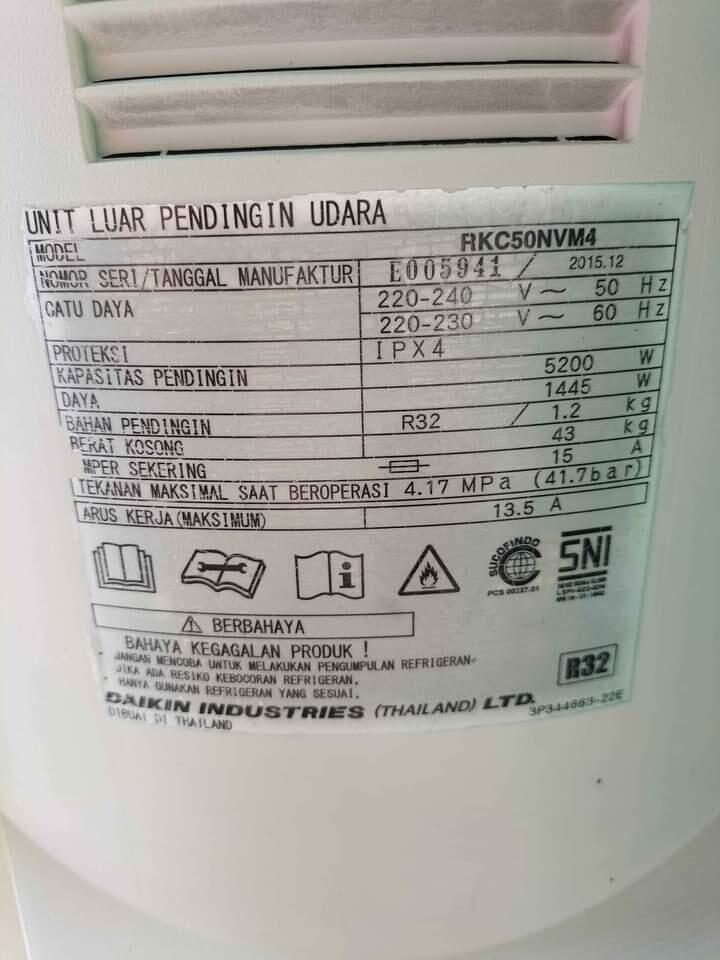 UNIT LUAR PENDINGIN UDARA
MODEL RKC50NVM4
NOMOR SERI/TANGGAL MANUFAKTUR E005941 / 2015.12
CATU DAYA 220-240 V ~ 50 Hz
220-230 V ~ 60 Hz
PROTEKSI IPX4
KAPASITAS PENDINGIN 5200 W
DAYA 1445 W
BAHAN PENDINGIN R32 / 1.2 kg
BERAT KOSONG 43 kg
MPER SEKERING 15 A
TEKANAN MAKSIMAL SAAT BEROPERASI 4.17 MPa (41.7bar)
ARUS KERJA(MAKSIMUM) 13.5 A
SUCOFINDO
PCS 00237.01
SNI
⚠ BERBAHAYA
BAHAYA KEGAGALAN PRODUK !
JANGAN MENCOBA UNTUK MELAKUKAN PENGUMPULAN REFRIGERAN
JIKA ADA RESIKO KEBOCORAN REFRIGERAN.
HANYA GUNAKAN REFRIGERAN YANG SESUAI.
R32
DAIKIN INDUSTRIES (THAILAND) LTD.
DIBUAT DI THAILAND
3P344663-22E